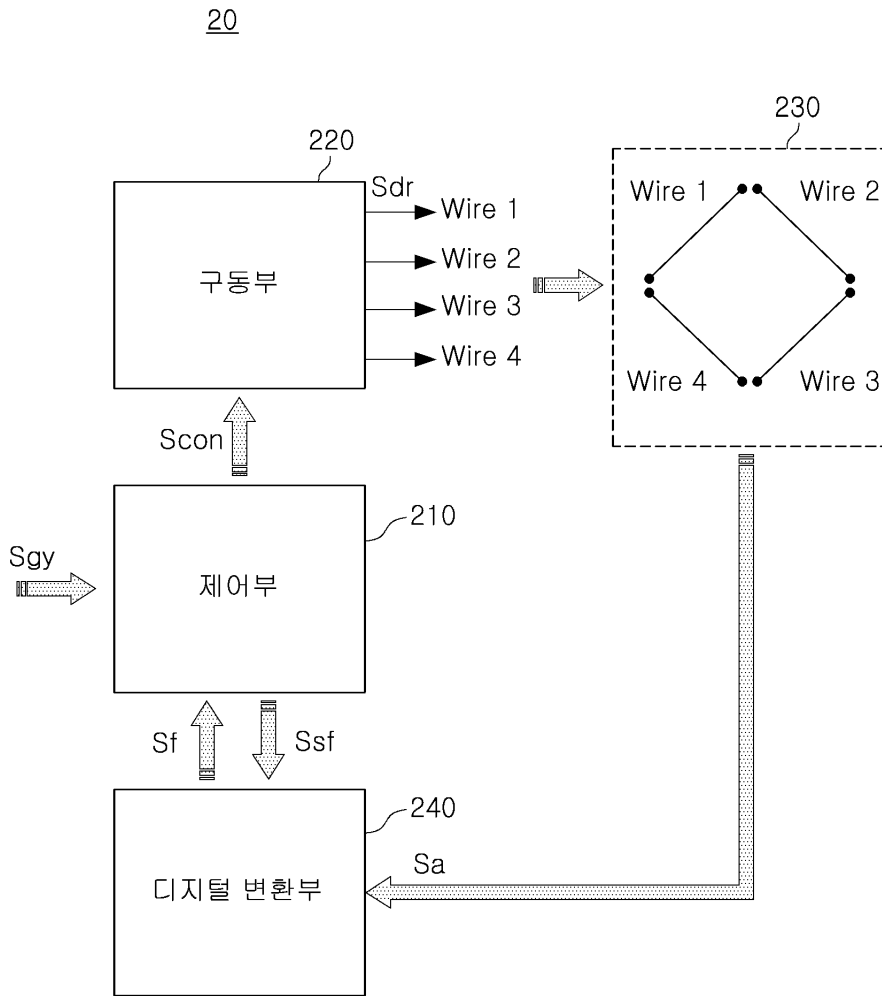 20
220
230
Sdr
Wire 1
Wire 2
Wire 3
Wire 4
구동부
Wire 1
Wire 2
Wire 4
Wire 3
Scon
210
Sgy
제어부
Sf
Ssf
240
디지털 변환부
Sa